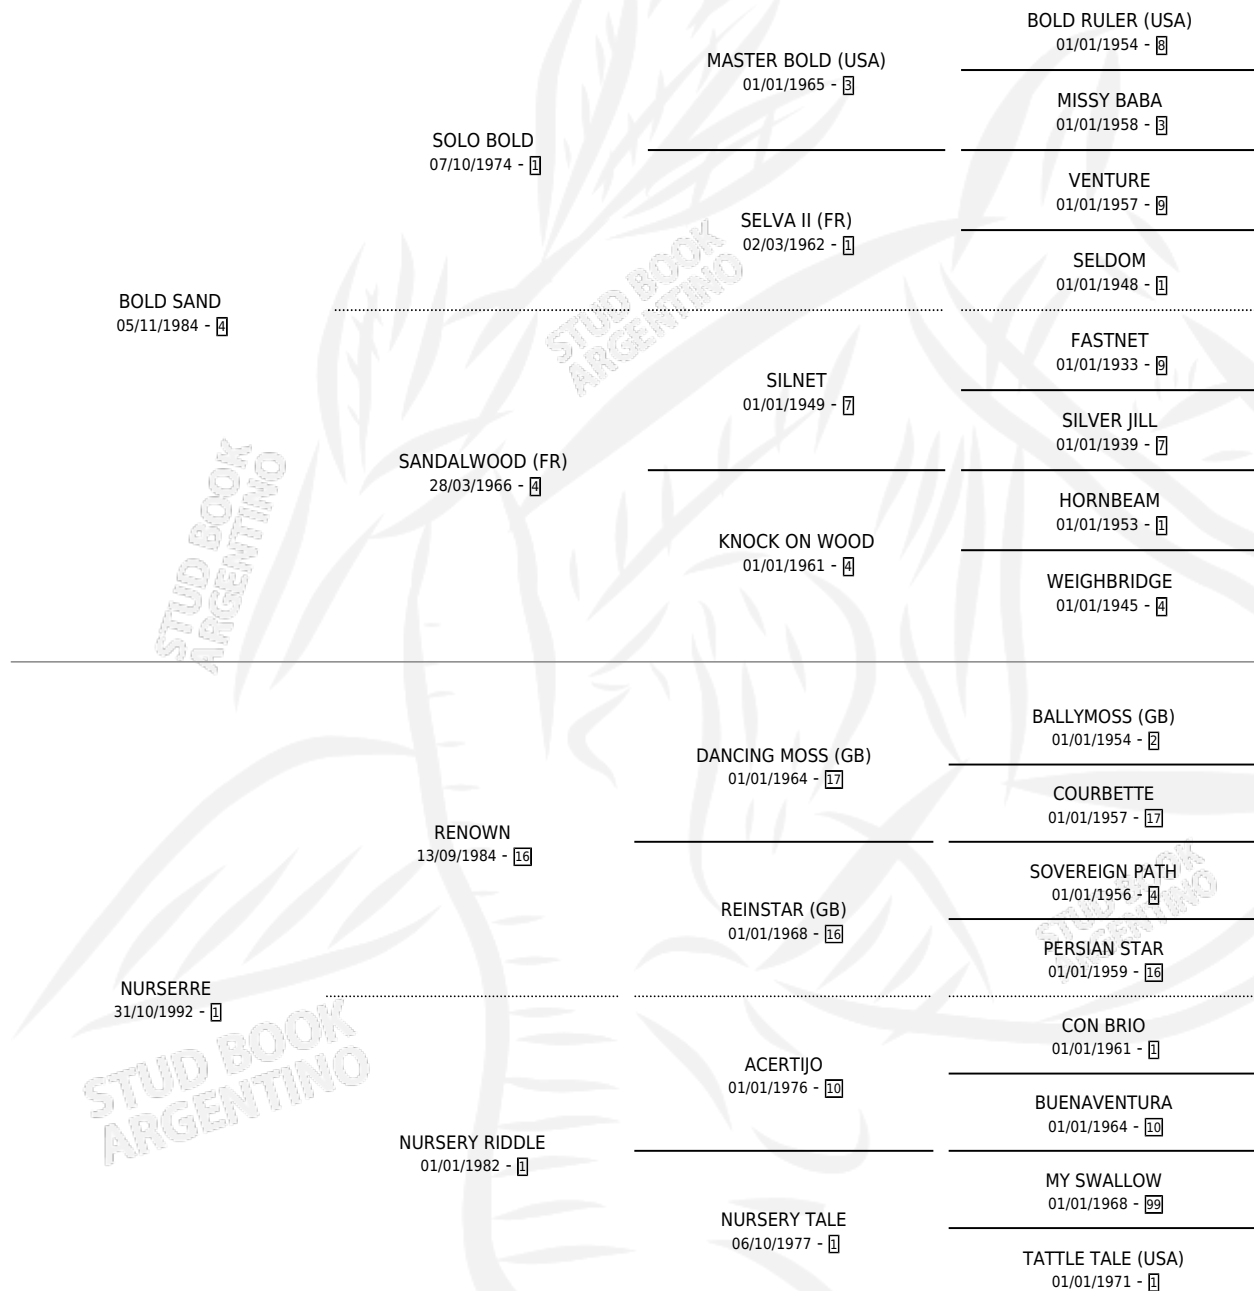 BOLD RULER (USA)
01/01/1954 - 8
MASTER BOLD (USA)
01/01/1965 - 3
MISSY BABA
01/01/1958 - 3
SOLO BOLD
07/10/1974 - 1
VENTURE
01/01/1957 - 9
SELVA II (FR)
02/03/1962 - 1
SELDOM
01/01/1948 - 1
BOLD SAND
05/11/1984 - 4
FASTNET
01/01/1933 - 9
SILNET
01/01/1949 - 7
SILVER JILL
01/01/1939 - 7
SANDALWOOD (FR)
28/03/1966 - 4
HORNBEAM
01/01/1953 - 1
KNOCK ON WOOD
01/01/1961 - 4
WEIGHBRIDGE
01/01/1945 - 4
BALLYMOSS (GB)
01/01/1954 - 2
DANCING MOSS (GB)
01/01/1964 - 17
COURBETTE
01/01/1957 - 17
RENOWN
13/09/1984 - 16
SOVEREIGN PATH
01/01/1956 - 4
REINSTAR (GB)
01/01/1968 - 16
PERSIAN STAR
01/01/1959 - 16
NURSERRE
31/10/1992 - 1
CON BRIO
01/01/1961 - 1
ACERTIJO
01/01/1976 - 10
BUENAVENTURA
01/01/1964 - 10
NURSERY RIDDLE
01/01/1982 - 1
MY SWALLOW
01/01/1968 - 99
NURSERY TALE
06/10/1977 - 1
TATTLE TALE (USA)
01/01/1971 - 1
STUD BOOK
ARGENTINO
STUD BOOK
ARGENTINO
STUD BOOK
ARGENTINO
STUD BOOK
ARGENTINO